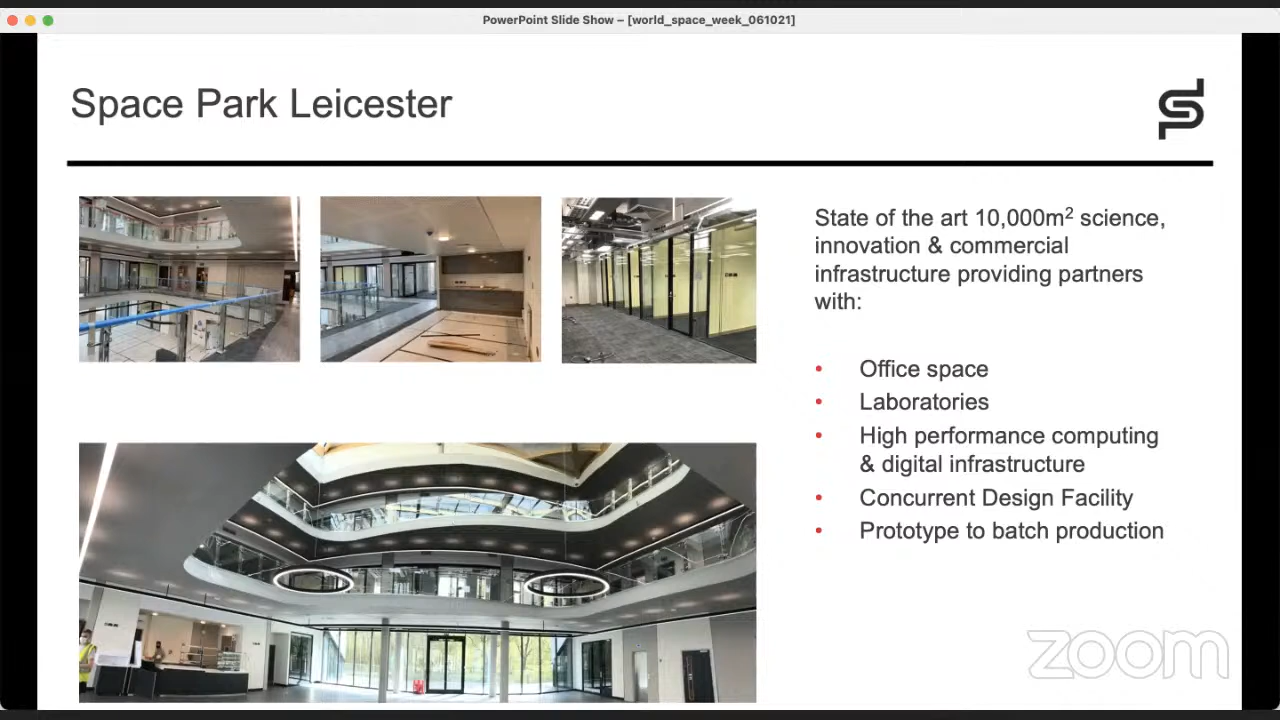 PowerPoint Slide Show – [world_space_week_061021]
Space Park Leicester
State of the art 10,000m² science,
innovation & commercial
infrastructure providing partners
with:
• Office space
• Laboratories
• High performance computing
& digital infrastructure
• Concurrent Design Facility
• Prototype to batch production
zoom